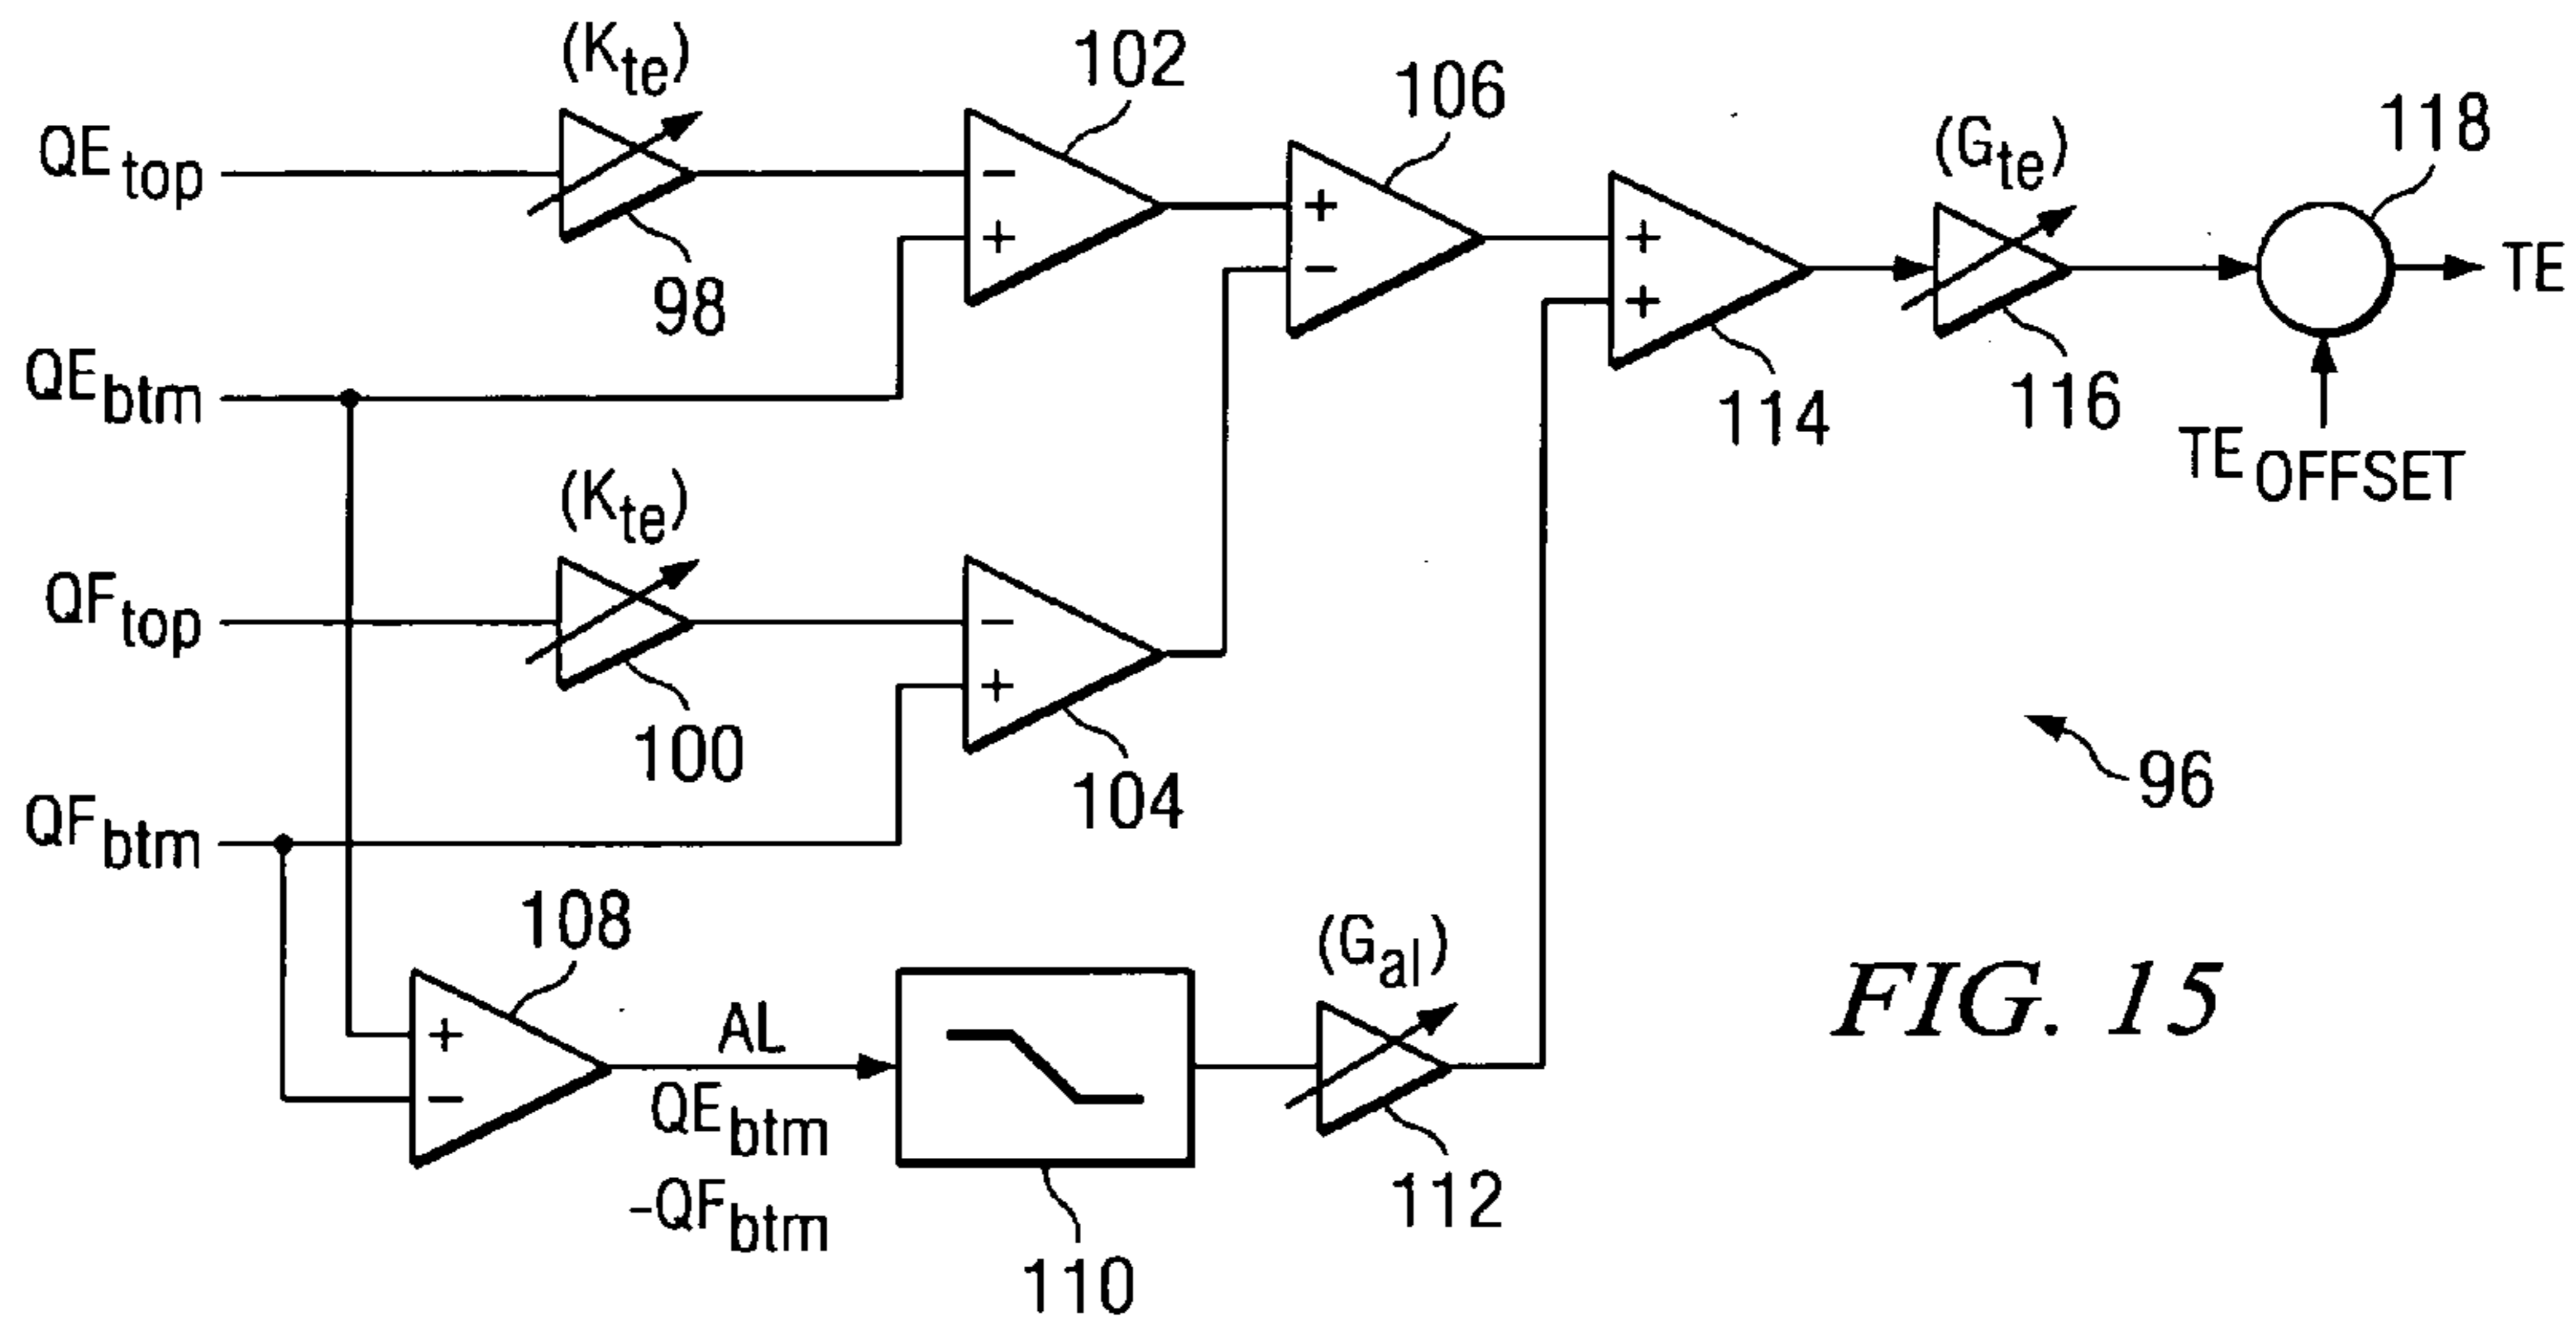 (Kte)
102
106
(Gte)
118
QEtop
98
TE
QEbtm
116
114
TEOFFSET
(Kte)
QFtop
100
104
96
QFbtm
108
(Gal)
AL
QEbtm
-QFbtm
110
112
FIG. 15
- + + - + + - + + -